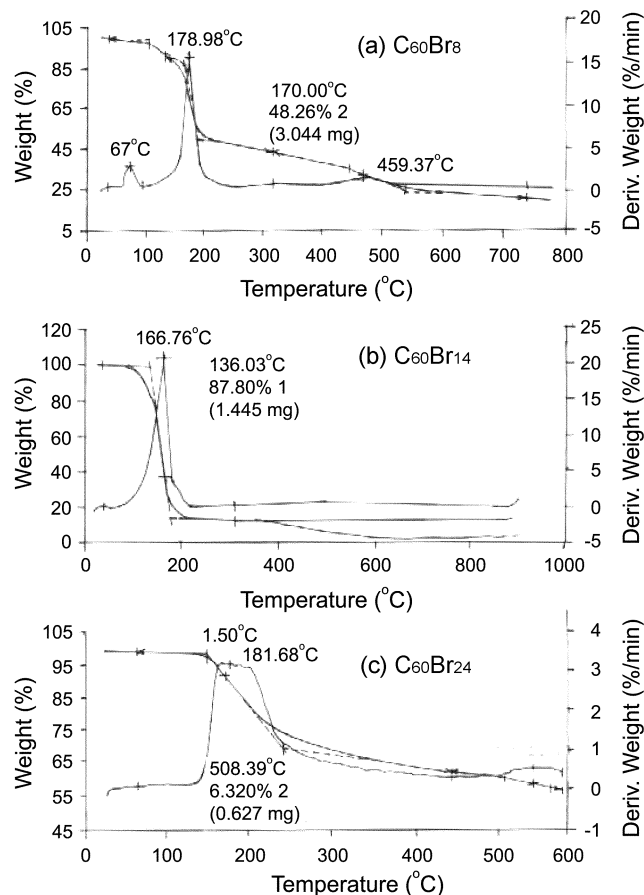 (a) C60Br8
Weight (%)
105
85
65
45
25
5
178.98°C
67°C
170.00°C
48.26% 2
(3.044 mg)
459.37°C
20
15
10
5
0
-5
Deriv. Weight (%/min)
0 100 200 300 400 500 600 700 800
Temperature (°C)
(b) C60Br14
Weight (%)
120
100
80
60
40
20
0
166.76°C
136.03°C
87.80% 1
(1.445 mg)
25
20
15
10
5
0
-5
Deriv. Weight (%/min)
0 200 400 600 800 1000
Temperature (°C)
(c) C60Br24
Weight (%)
105
95
85
75
65
55
45
1.50°C
181.68°C
508.39°C
6.320% 2
(0.627 mg)
4
3
2
1
0
-1
Deriv. Weight (%/min)
0 100 200 300 400 500 600
Temperature (°C)